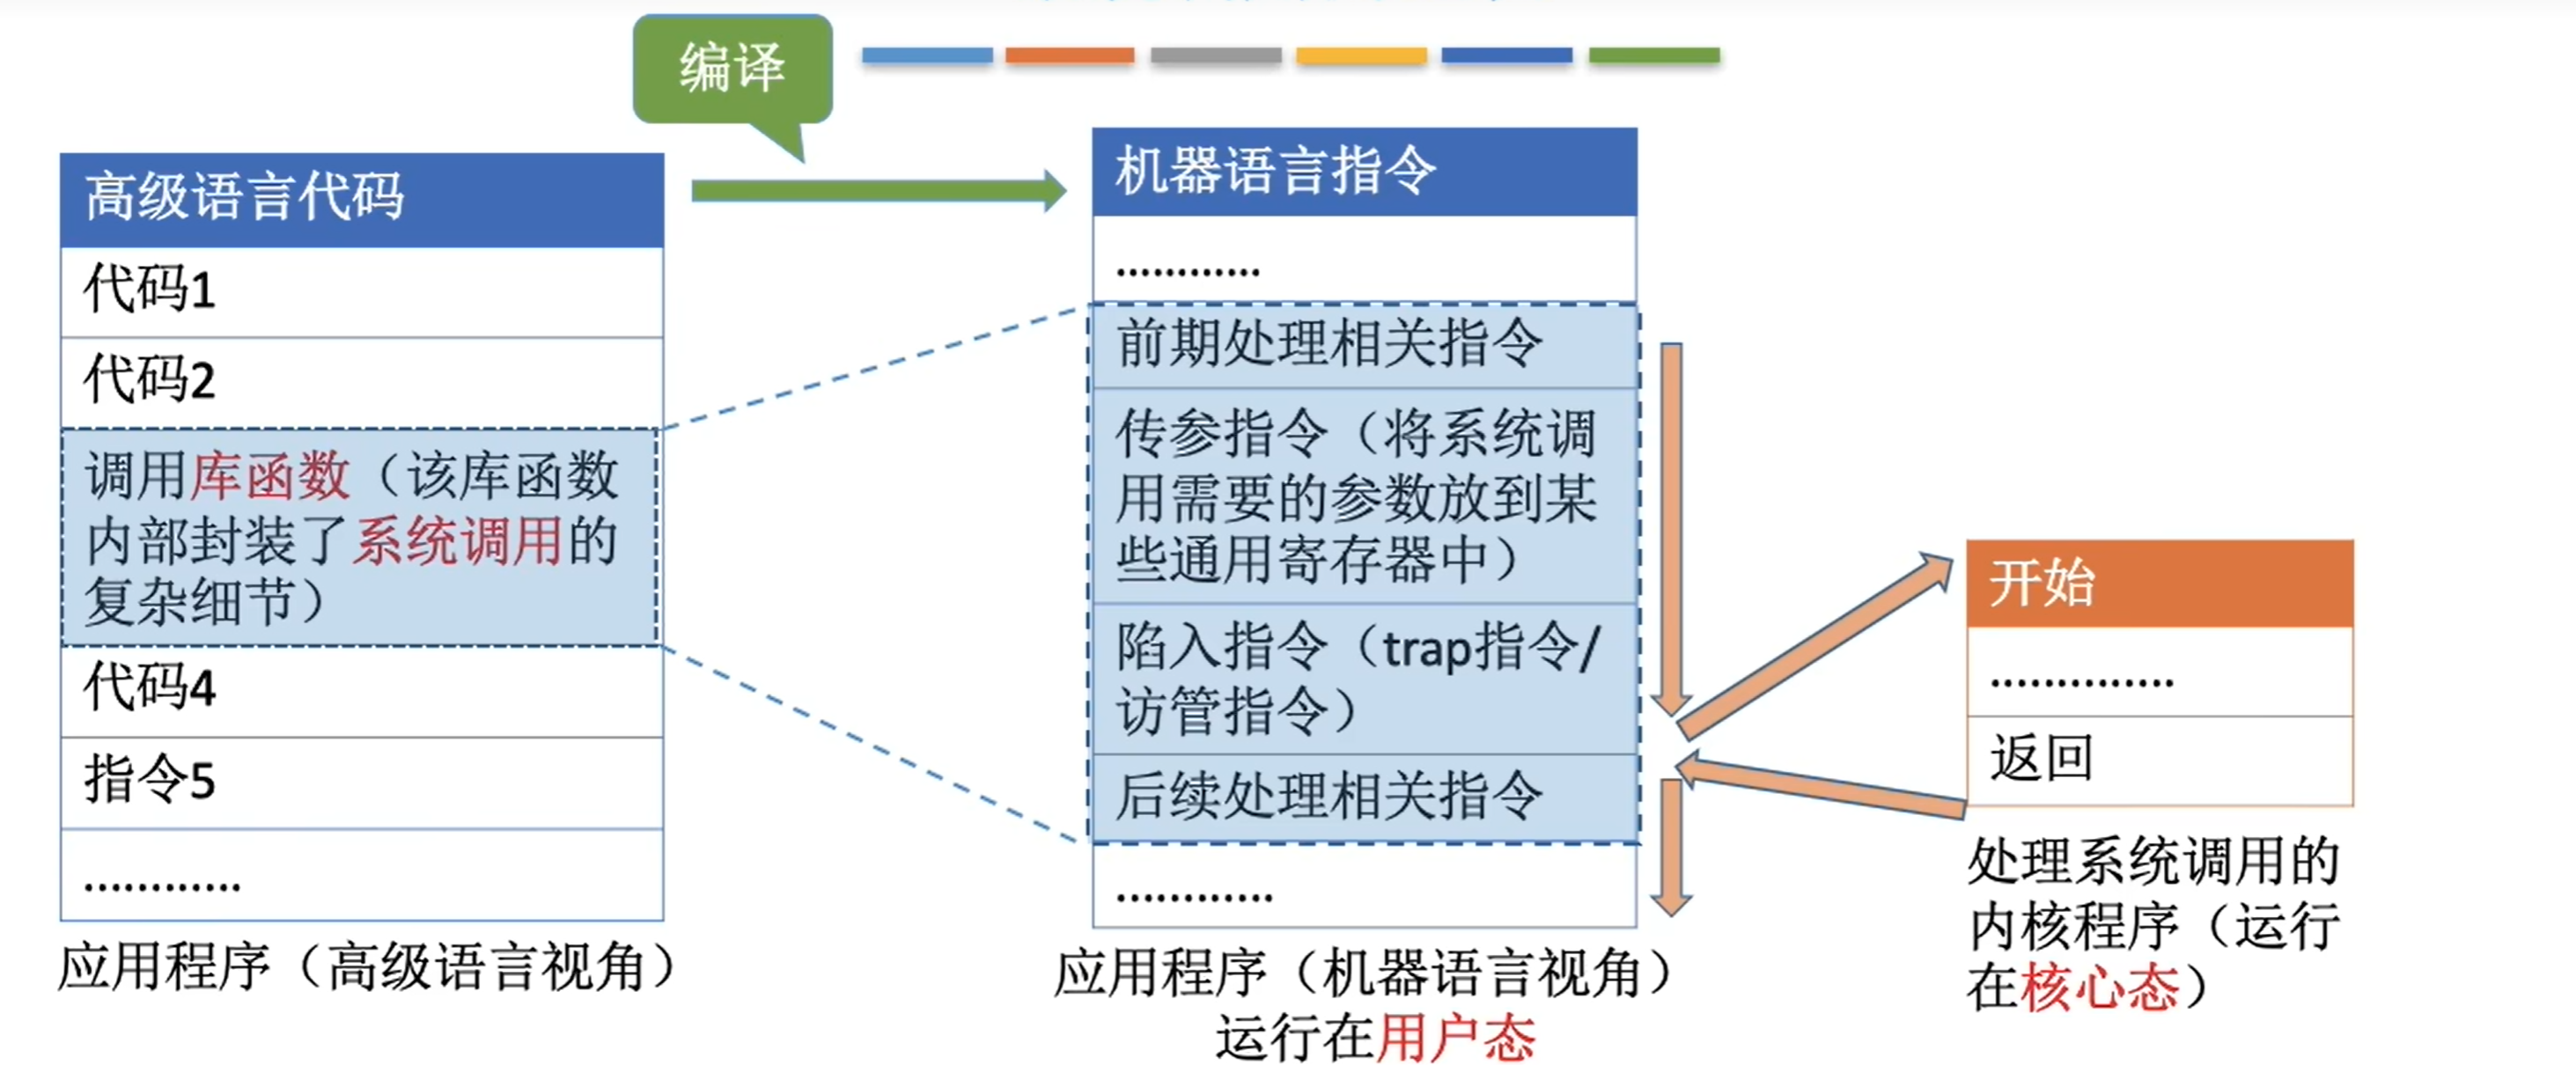 编译
高级语言代码
代码1
代码2
调用库函数（该库函数
内部封装了系统调用的
复杂细节）
代码4
指令5
............
应用程序（高级语言视角）
机器语言指令
............
前期处理相关指令
传参指令（将系统调
用需要的参数放到某
些通用寄存器中）
陷入指令（trap指令/
访管指令）
后续处理相关指令
............
应用程序（机器语言视角）
运行在用户态
开始
..............
返回
处理系统调用的
内核程序（运行
在核心态）